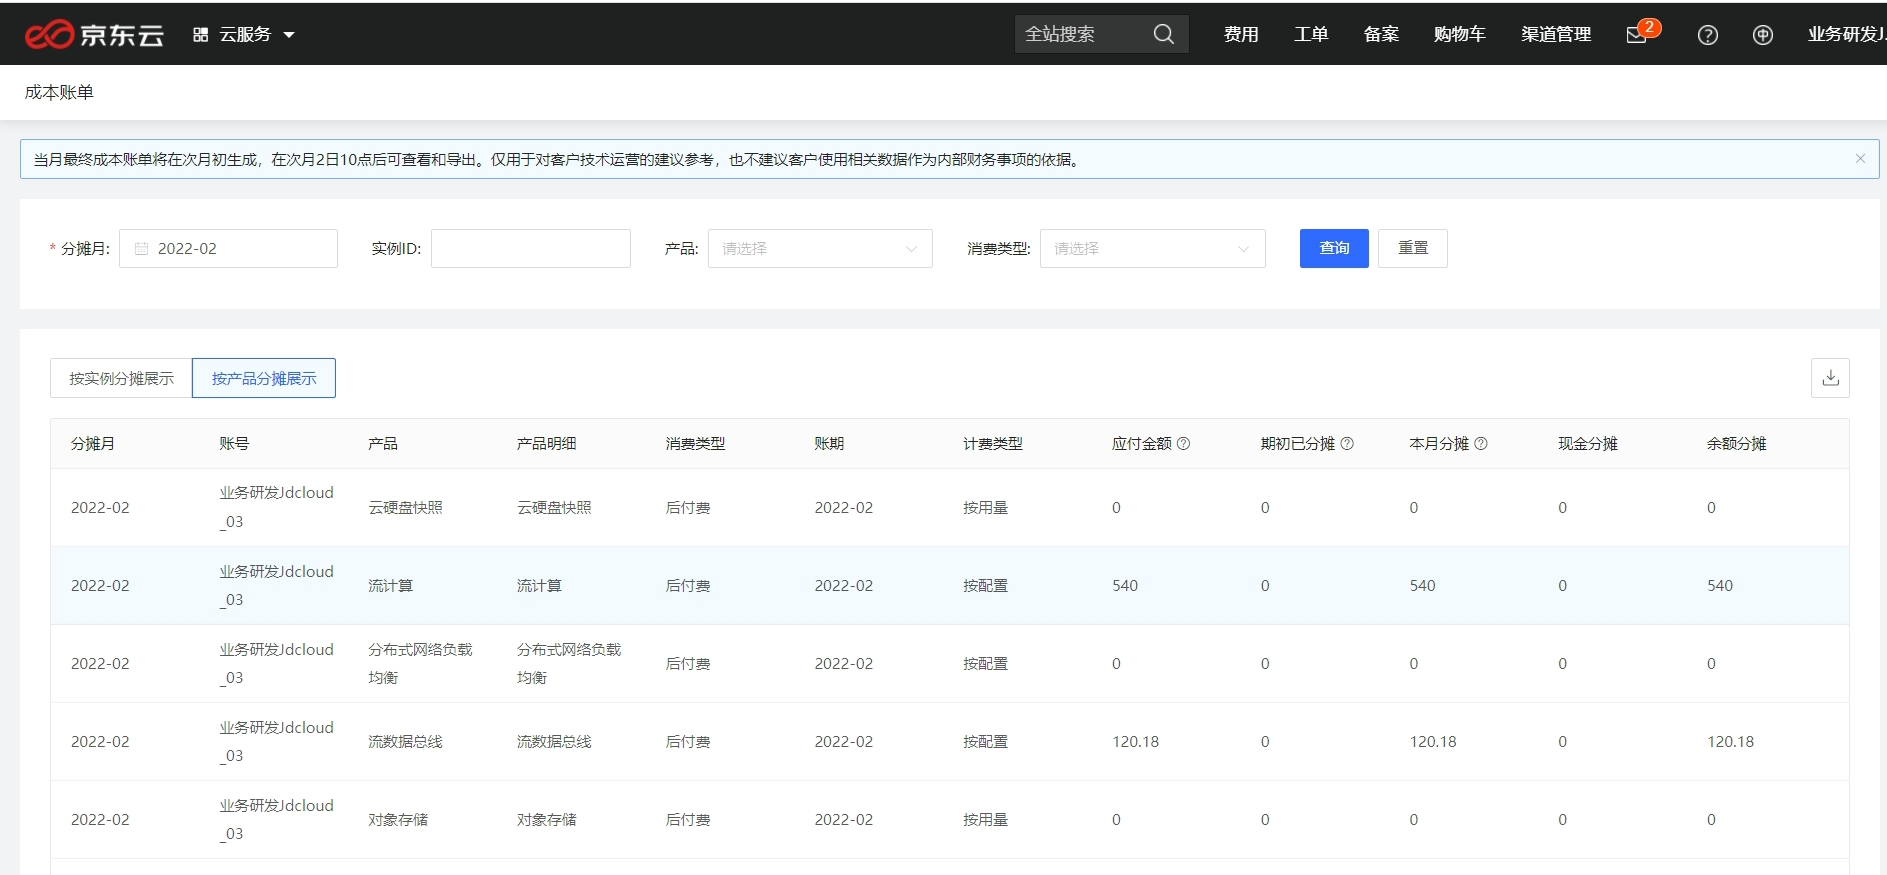 京东云 云服务 全站搜索 费用 工单 备案 购物车 渠道管理 2 业务研发J
成本账单
当月最终成本账单将在次月初生成，在次月2日10点后可查看和导出。仅用于对客户技术运营的建议参考，也不建议客户使用相关数据作为内部财务事项的依据。
* 分摊月: 2022-02 实例ID: 产品: 请选择 消费类型: 请选择 查询 重置
按实例分摊展示 按产品分摊展示
分摊月 账号 产品 产品明细 消费类型 账期 计费类型 应付金额 期初已分摊 本月分摊 现金分摊 余额分摊
2022-02 业务研发Jdcloud_03 云硬盘快照 云硬盘快照 后付费 2022-02 按用量 0 0 0 0 0
2022-02 业务研发Jdcloud_03 流计算 流计算 后付费 2022-02 按配置 540 0 540 0 540
2022-02 业务研发Jdcloud_03 分布式网络负载均衡 分布式网络负载均衡 后付费 2022-02 按配置 0 0 0 0 0
2022-02 业务研发Jdcloud_03 流数据总线 流数据总线 后付费 2022-02 按配置 120.18 0 120.18 0 120.18
2022-02 业务研发Jdcloud_03 对象存储 对象存储 后付费 2022-02 按用量 0 0 0 0 0